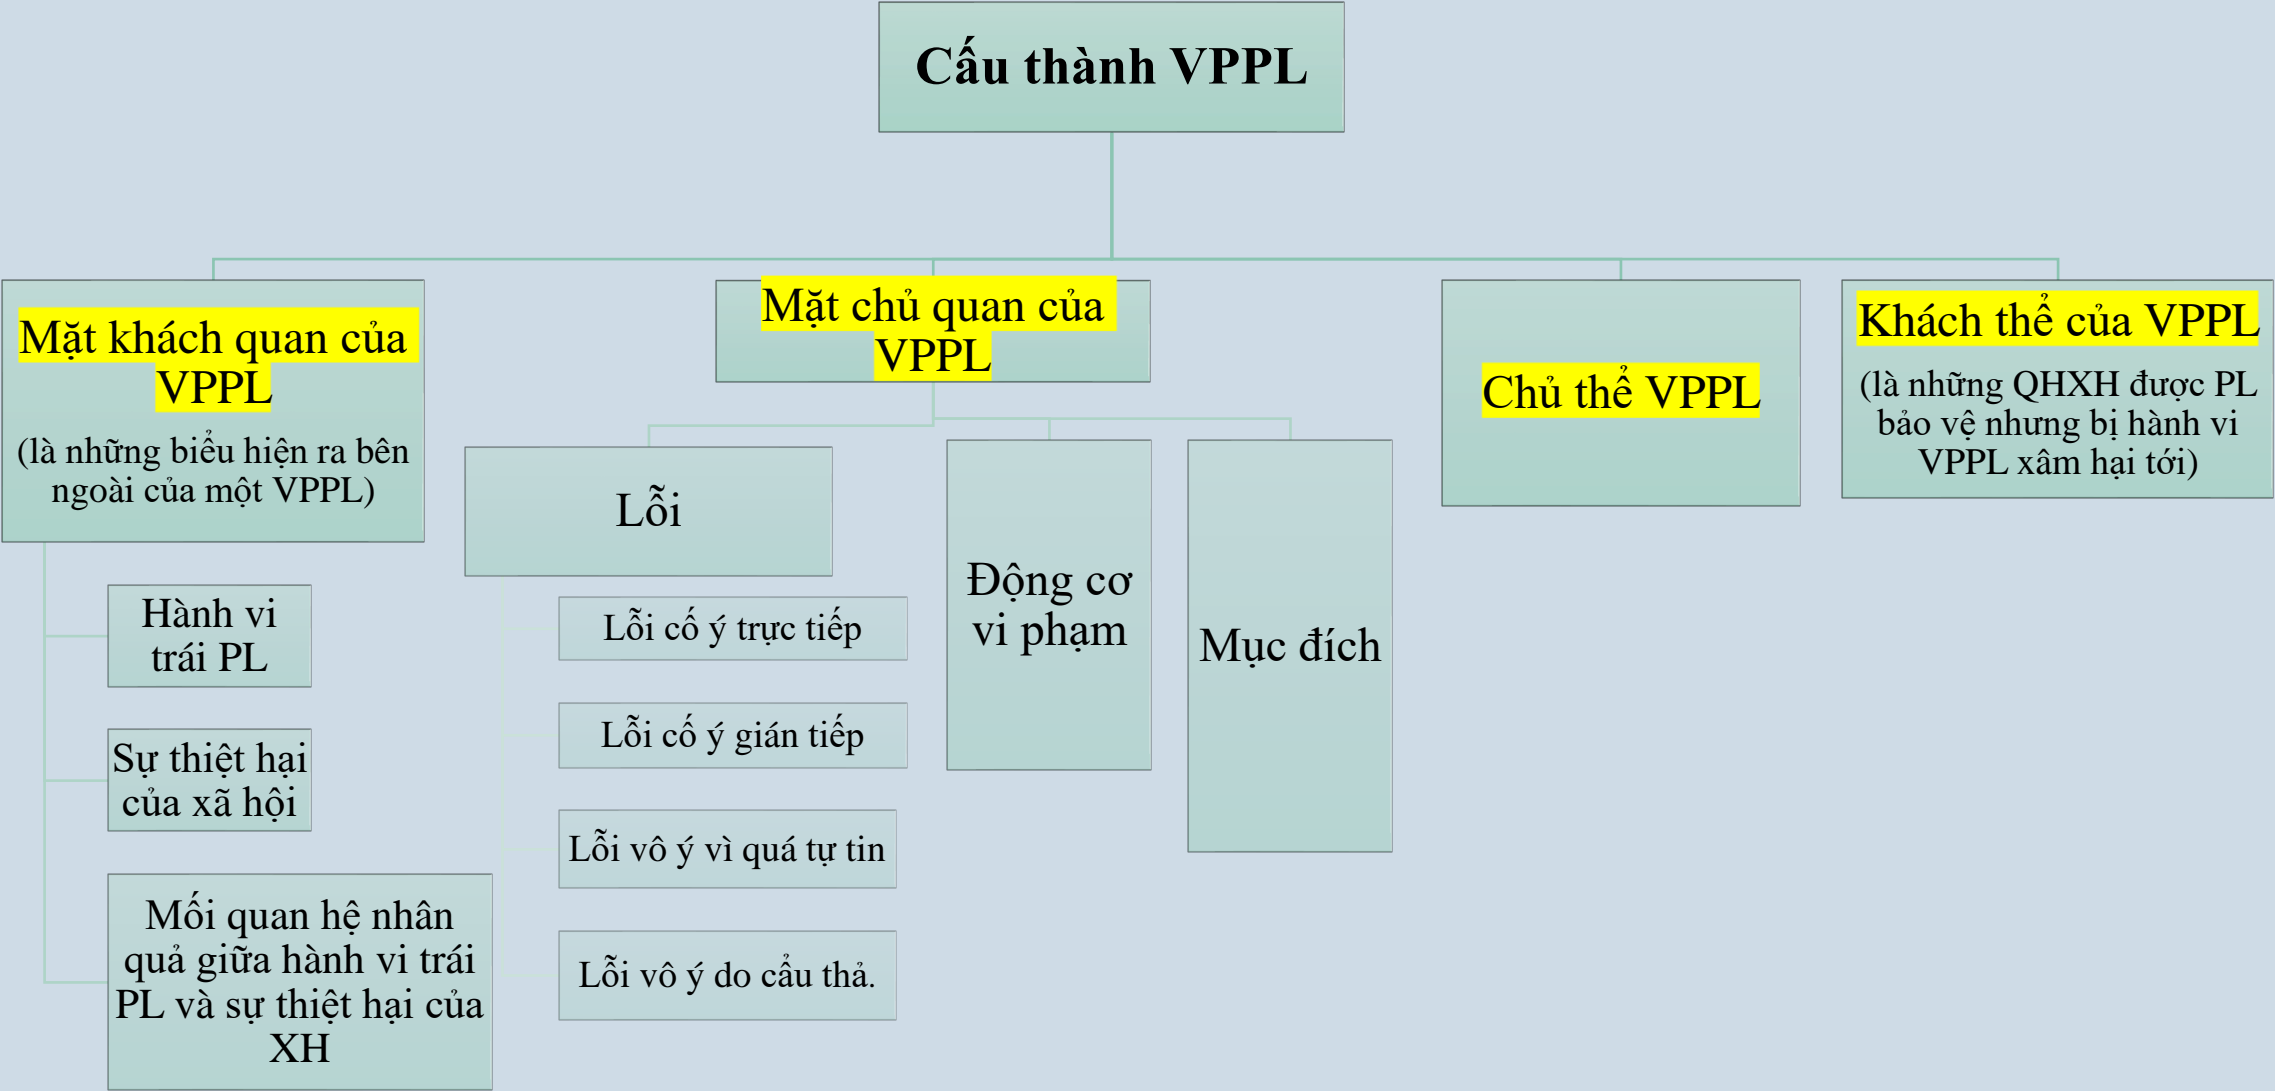 Cấu thành VPPL
Mặt khách quan của
VPPL
(là những biểu hiện ra bên
ngoài của một VPPL)
Hành vi
trái PL
Sự thiệt hại
của xã hội
Mối quan hệ nhân
quả giữa hành vi trái
PL và sự thiệt hại của
XH
Mặt chủ quan của
VPPL
Lỗi
Lỗi cố ý trực tiếp
Lỗi cố ý gián tiếp
Lỗi vô ý vì quá tự tin
Lỗi vô ý do cẩu thả.
Động cơ
vi phạm
Mục đích
Chủ thể VPPL
Khách thể của VPPL
(là những QHXH được PL
bảo vệ nhưng bị hành vi
VPPL xâm hại tới)